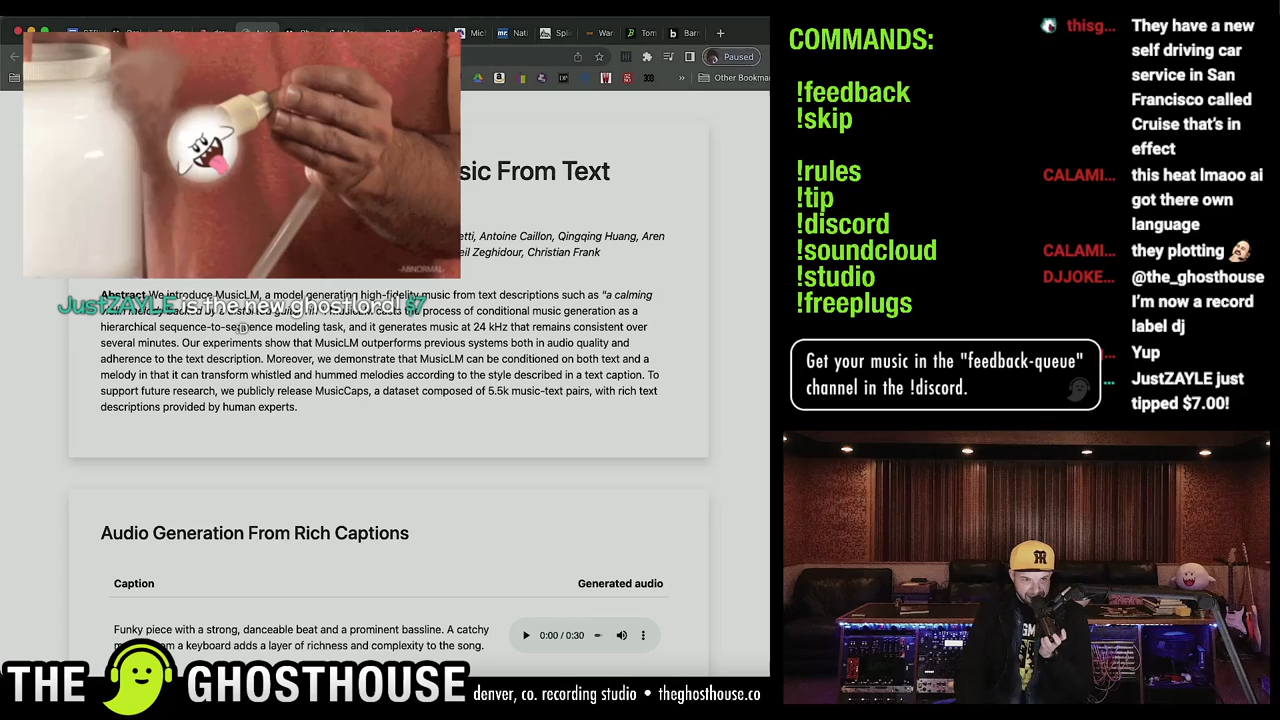 Paused
Other Bookmar
-ABNORMAL-
sic From Text
etti, Antoine Caillon, Qingqing Huang, Aren
eil Zeghidour, Christian Frank
JustZAYLE is the new ghostlord! $7
:D
Abstract We introduce MusicLM, a model generating high-fidelity music from text descriptions such as "a calming
process of conditional music generation as a
hierarchical sequence-to-sequence modeling task, and it generates music at 24 kHz that remains consistent over
several minutes. Our experiments show that MusicLM outperforms previous systems both in audio quality and
adherence to the text description. Moreover, we demonstrate that MusicLM can be conditioned on both text and a
melody in that it can transform whistled and hummed melodies according to the style described in a text caption. To
support future research, we publicly release MusicCaps, a dataset composed of 5.5k music-text pairs, with rich text
descriptions provided by human experts.
Audio Generation From Rich Captions
Caption Generated audio
Funky piece with a strong, danceable beat and a prominent bassline. A catchy
0:00 / 0:30
from a keyboard adds a layer of richness and complexity to the song.
THE GHOSTHOUSE
denver, co. recording studio • theghosthouse.co
COMMANDS:
!feedback
!skip
!rules
!tip
!discord
!soundcloud
!studio
!freeplugs
Get your music in the "feedback-queue"
channel in the !discord.
thisg... They have a new
self driving car
service in San
Francisco called
Cruise that's in
effect
CALAMI... this heat lmaoo ai
got there own
language
CALAMI... they plotting
DJJOKE... @the_ghosthouse
I'm now a record
label dj
... Yup
... JustZAYLE just
tipped $7.00!